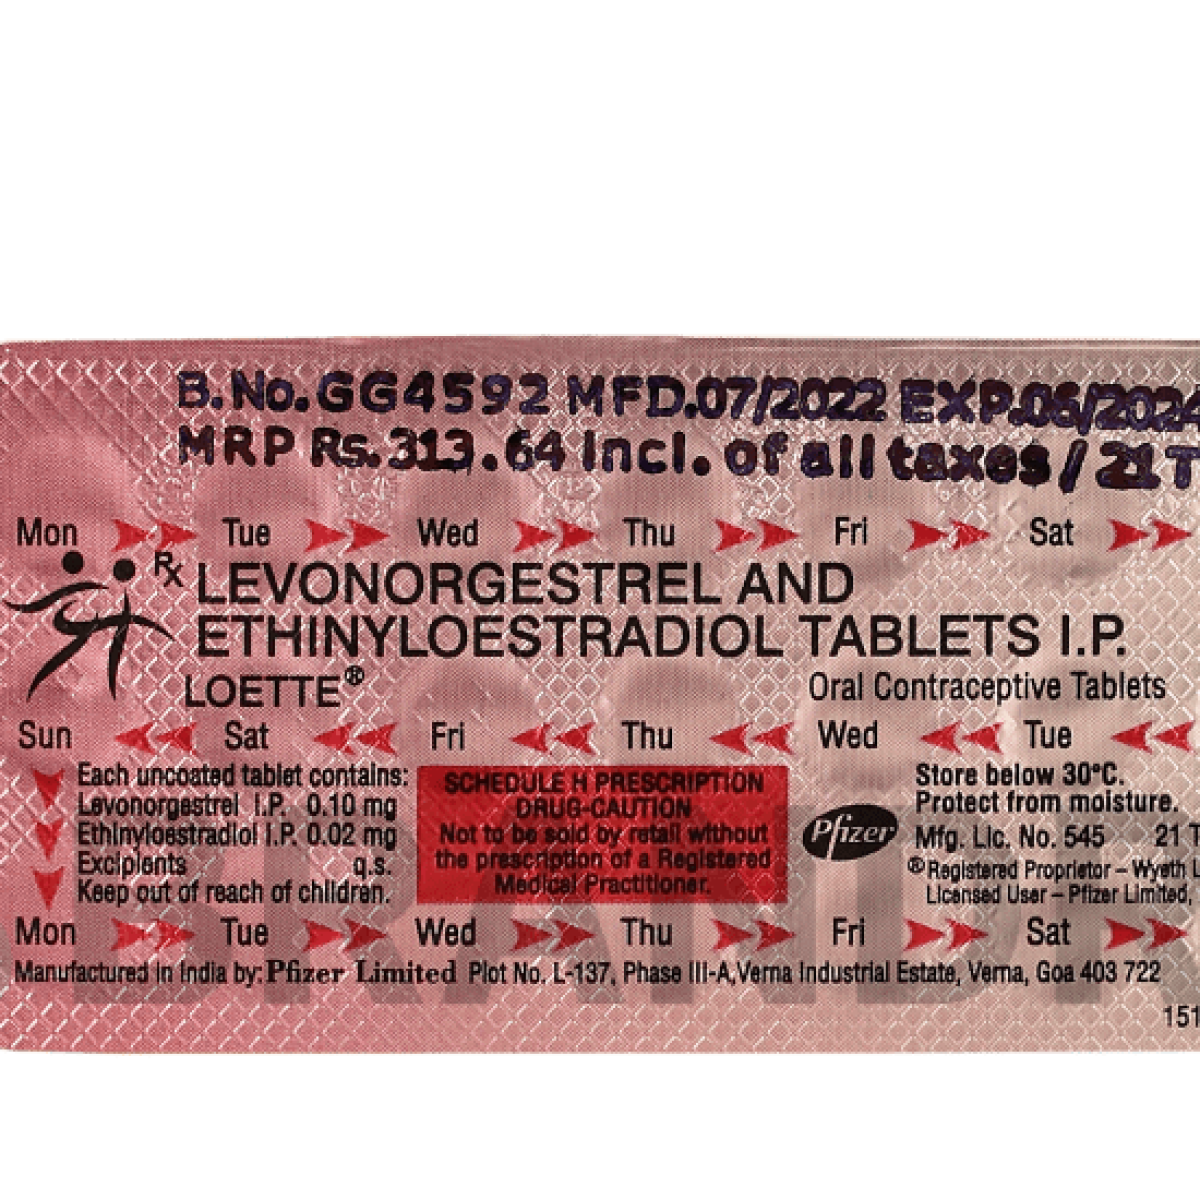 B.No.GG4592 MFD.07/2022 EXP.06/2024
MRP Rs.313.64 Incl. of all taxes / 21 T
Mon Tue Wed Thu Fri Sat
Rx LEVONORGESTREL AND
ETHINYLOESTRADIOL TABLETS I.P.
LOETTE®
Oral Contraceptive Tablets
Sun Sat Fri Thu Wed Tue
Each uncoated tablet contains:
Levonorgestrel I.P. 0.10 mg
Ethinyloestradiol I.P. 0.02 mg
Excipients q.s.
Keep out of reach of children.
SCHEDULE H PRESCRIPTION
DRUG-CAUTION
Not to be sold by retail without
the prescription of a Registered
Medical Practitioner.
Pfizer
Store below 30°C.
Protect from moisture.
Mfg. Lic. No. 545 21 T
® Registered Proprietor – Wyeth L
Licensed User – Pfizer Limited,
Mon Tue Wed Thu Fri Sat
Manufactured in India by: Pfizer Limited Plot No. L-137, Phase III-A, Verna Industrial Estate, Verna, Goa 403 722
151